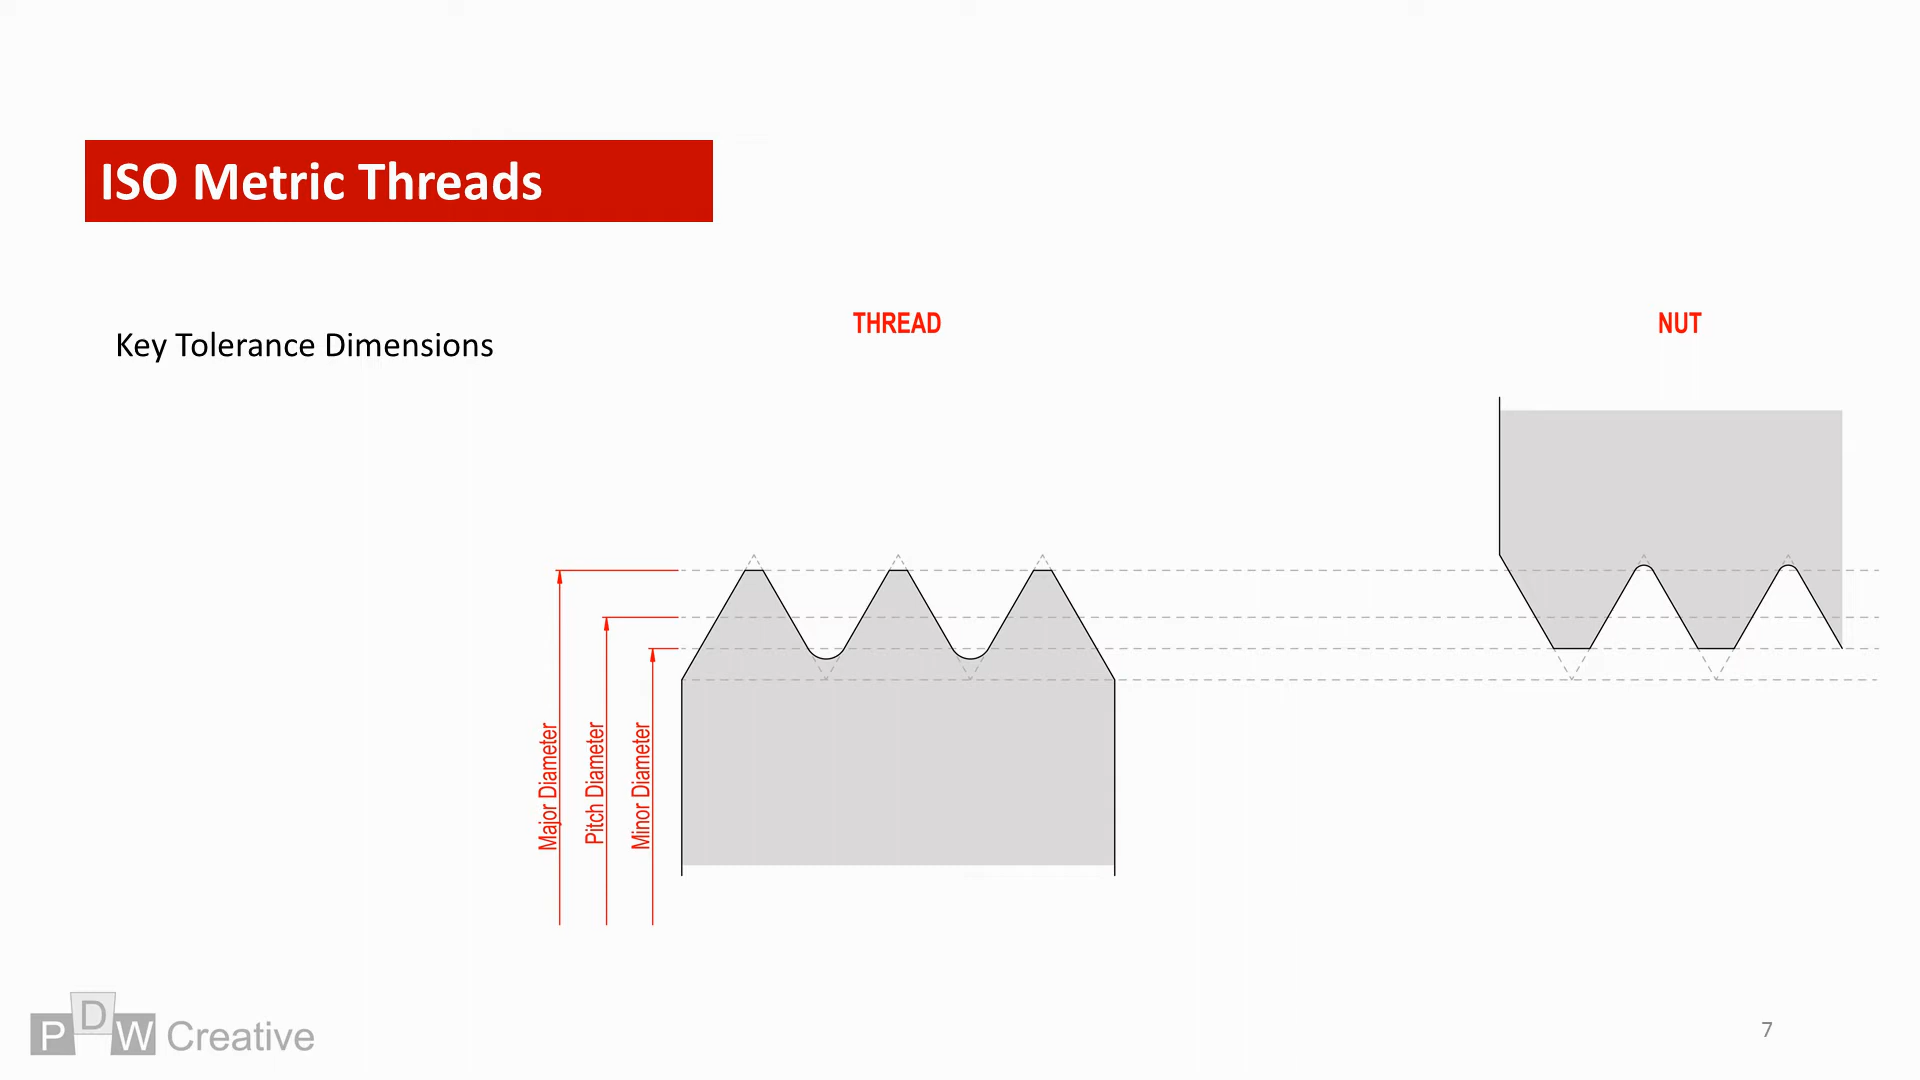 ISO Metric Threads
Key Tolerance Dimensions
THREAD
NUT
Major Diameter
Pitch Diameter
Minor Diameter
PDW Creative
7